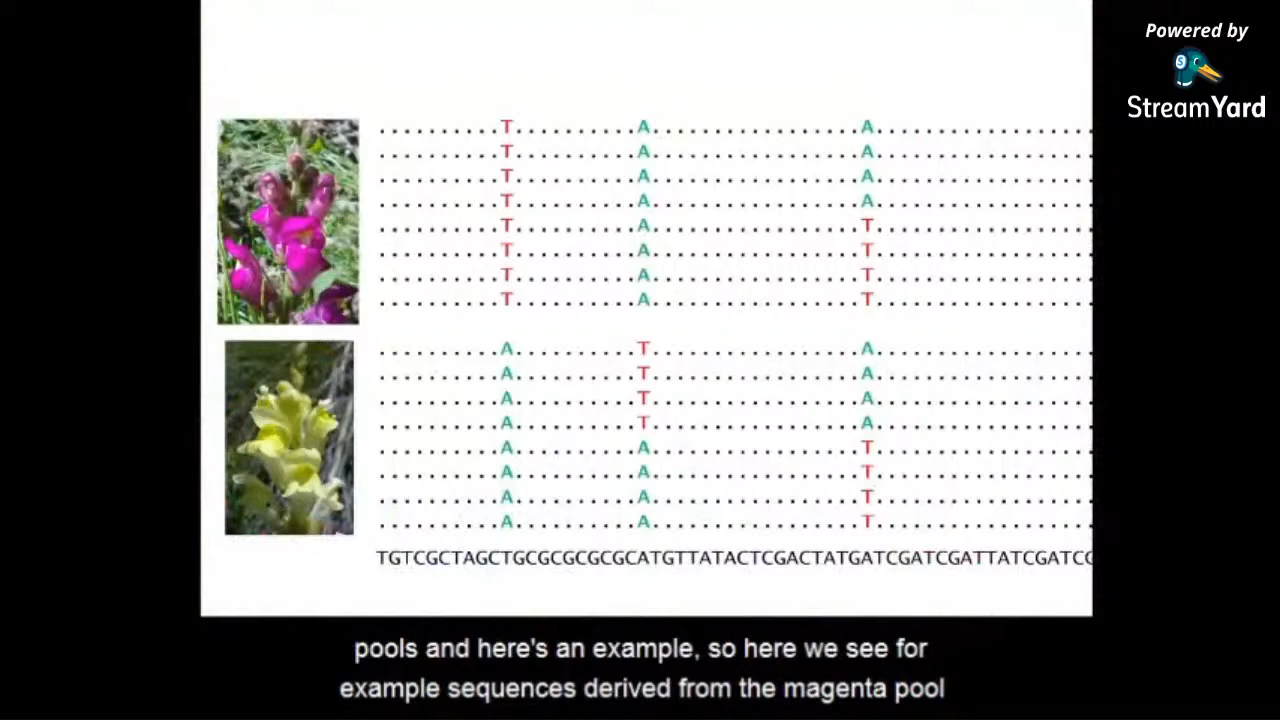 Powered by
StreamYard
..........T..........A.................A..................
..........T..........A.................A..................
..........T..........A.................A..................
..........T..........A.................A..................
..........T..........A.................T..................
..........T..........A.................T..................
..........T..........A.................T..................
..........T..........A.................T..................
..........A..........T.................A..................
..........A..........T.................A..................
..........A..........T.................A..................
..........A..........T.................A..................
..........A..........A.................T..................
..........A..........A.................T..................
..........A..........A.................T..................
..........A..........A.................T..................
TGTCGCTAGCTGCGCGCGCGCATGTTATACTCGACTATGATCGATCGATTATCGATCC
pools and here's an example, so here we see for
example sequences derived from the magenta pool